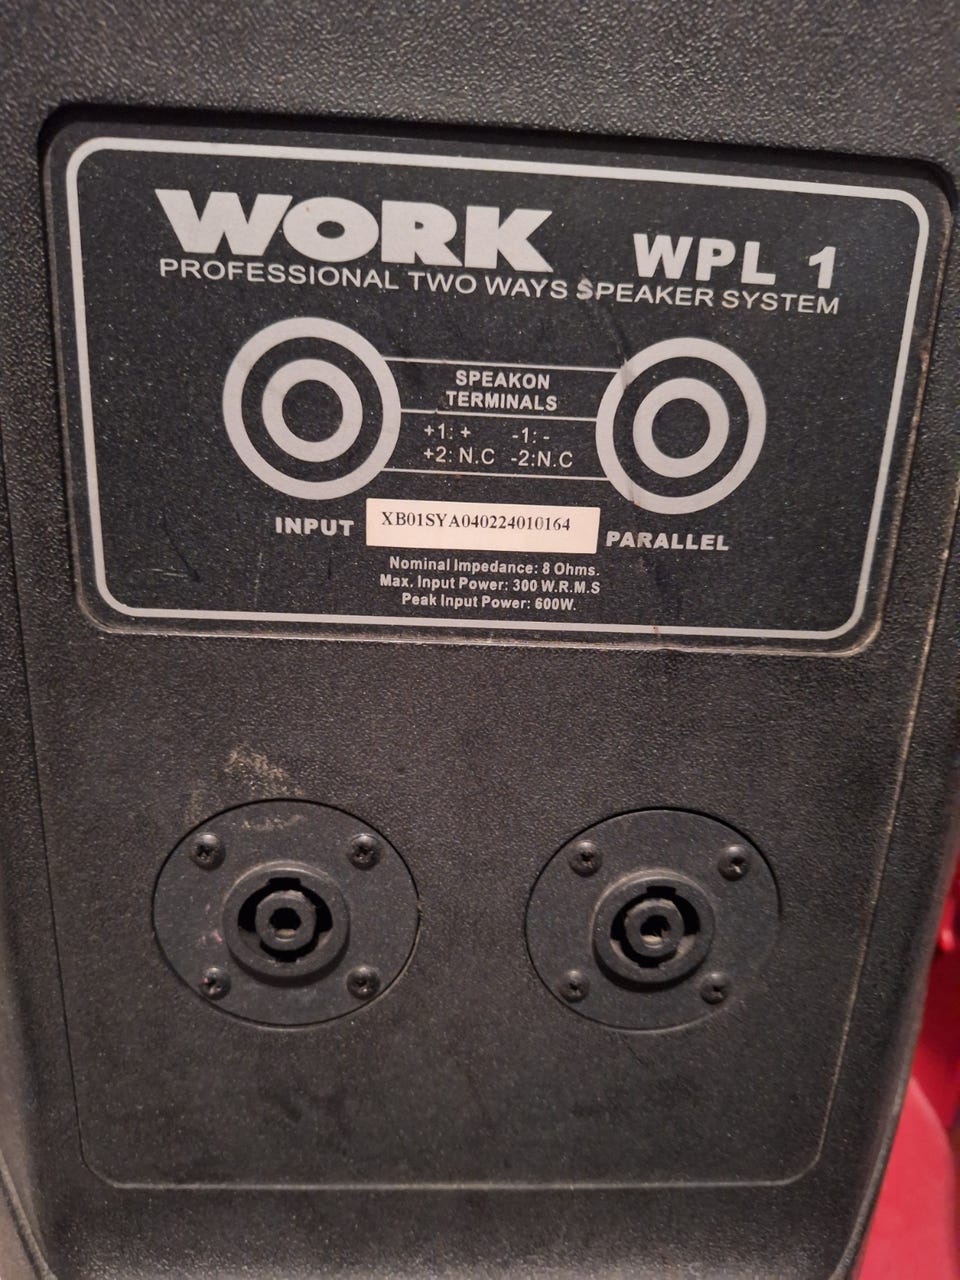 WORK WPL 1
PROFESSIONAL TWO WAYS SPEAKER SYSTEM
SPEAKON
TERMINALS
+1: + -1: -
+2: N.C -2:N.C
INPUT XB01SYA040224010164 PARALLEL
Nominal Impedance: 8 Ohms.
Max. Input Power: 300 W.R.M.S
Peak Input Power: 600W.